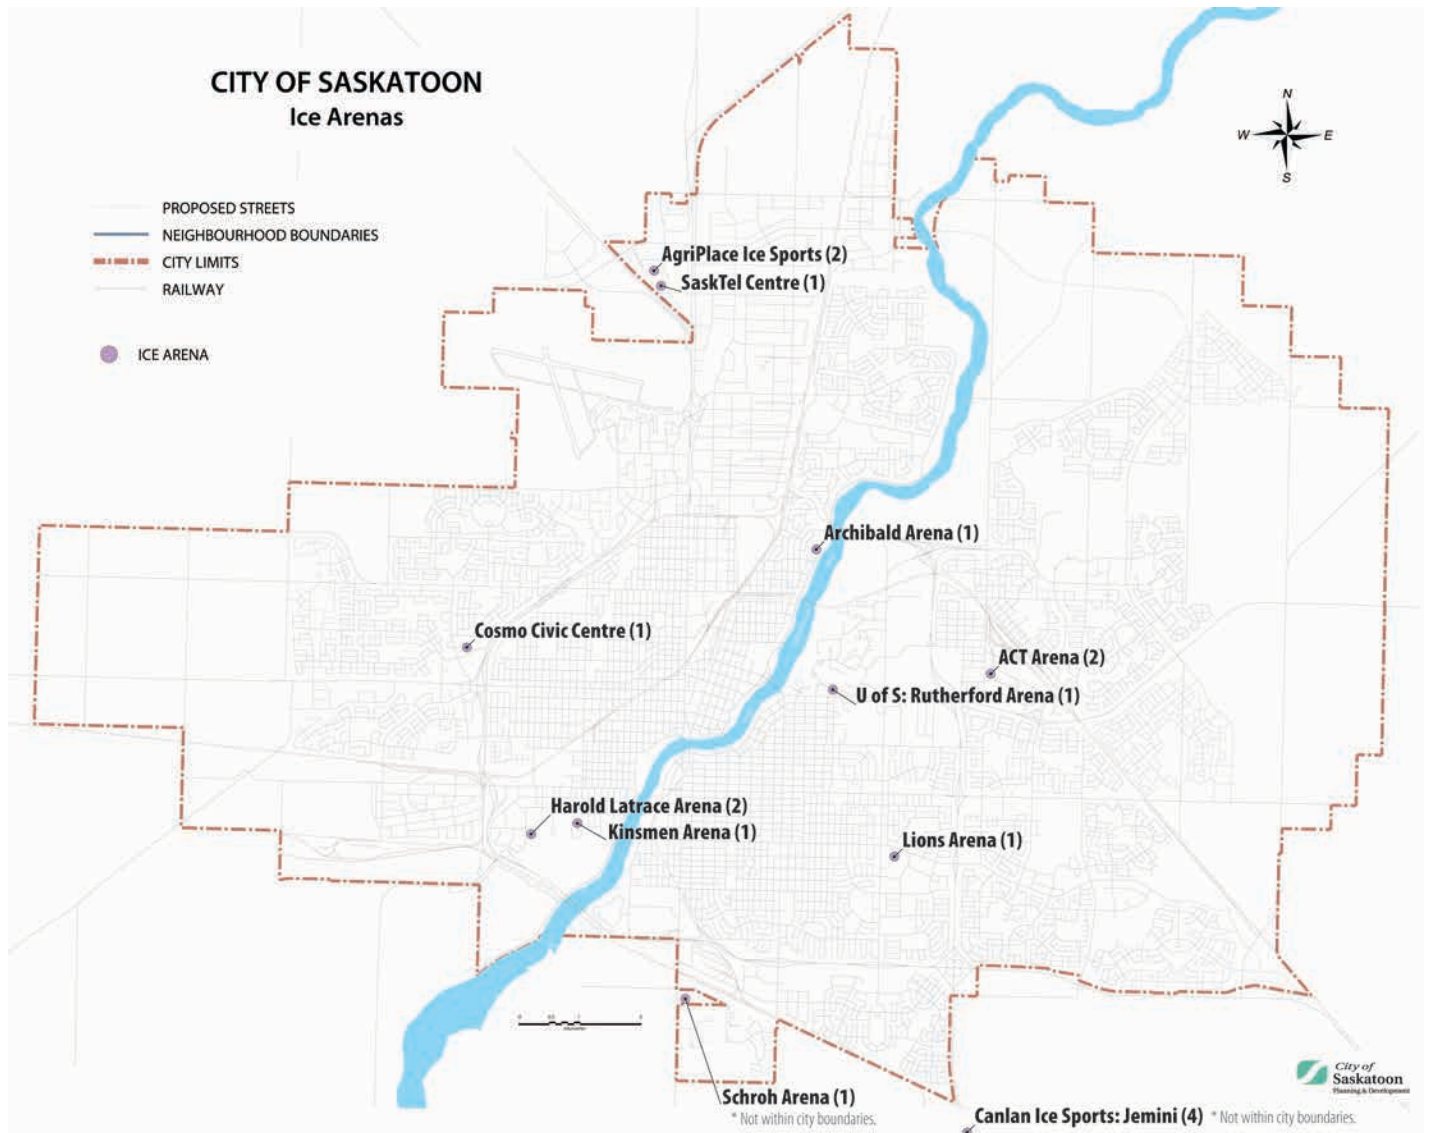 CITY OF SASKATOON
Ice Arenas
N
W E
S
PROPOSED STREETS
NEIGHBOURHOOD BOUNDARIES
CITY LIMITS
RAILWAY
ICE ARENA
AgriPlace Ice Sports (2)
SaskTel Centre (1)
Archibald Arena (1)
Cosmo Civic Centre (1)
ACT Arena (2)
U of S: Rutherford Arena (1)
Harold Latrace Arena (2)
Kinsmen Arena (1)
Lions Arena (1)
City of
Saskatoon
Planning & Development
Schroh Arena (1)
* Not within city boundaries.
Canlan Ice Sports: Jemini (4) * Not within city boundaries.